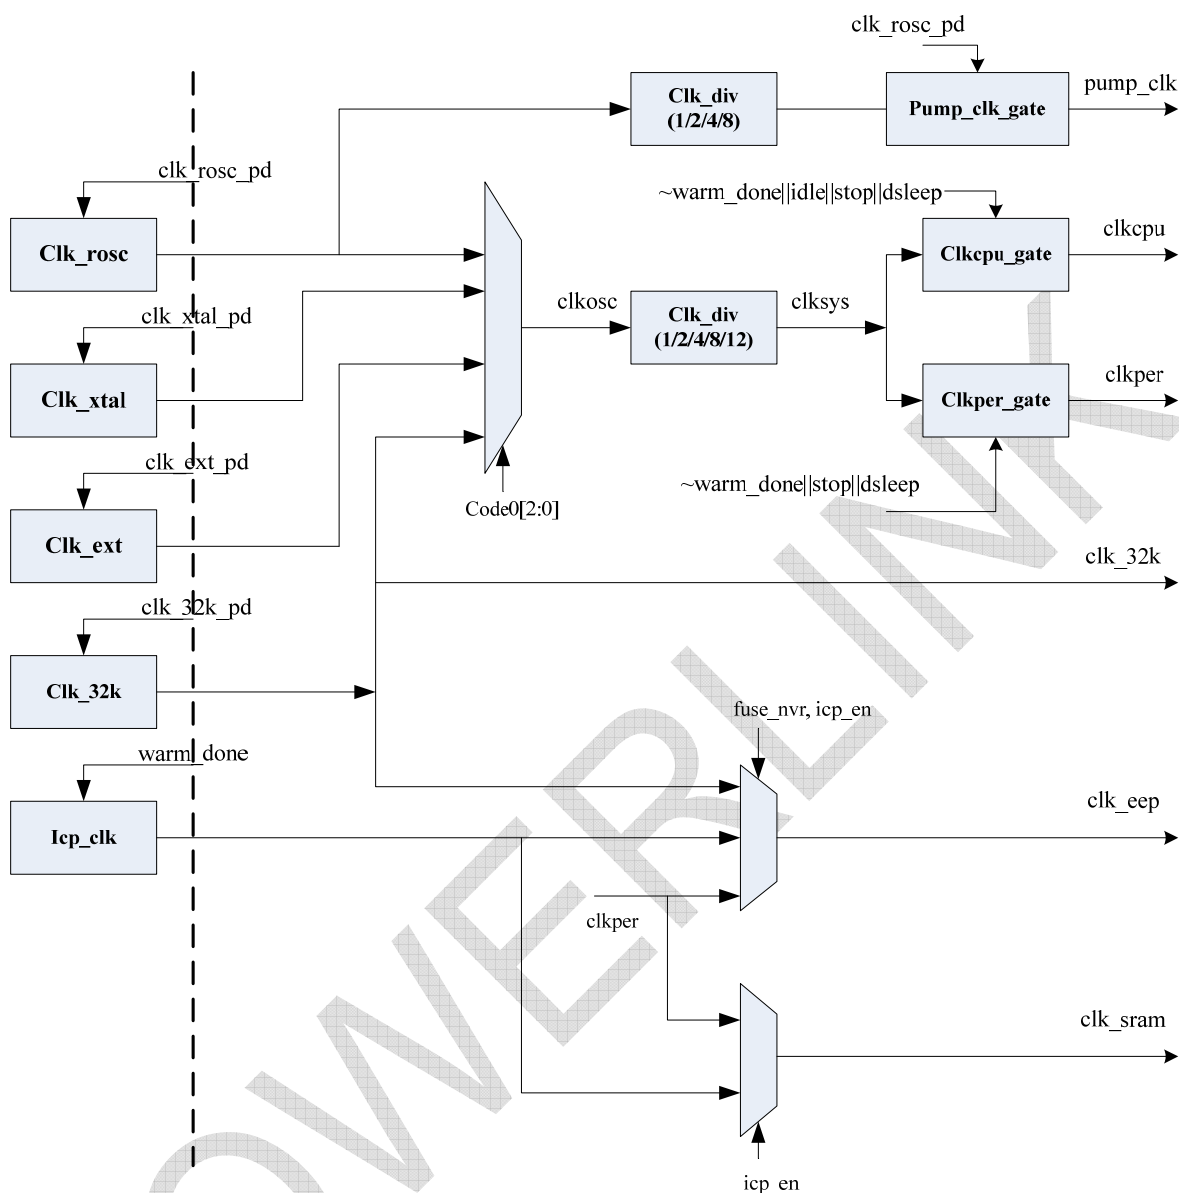 clk_rosc_pd
Clk_div
(1/2/4/8)
Pump_clk_gate
pump_clk
clk_rosc_pd
~warm_done||idle||stop||dsleep
Clk_rosc
Clkcpu_gate
clkcpu
clk_xtal_pd
clkosc
Clk_div
(1/2/4/8/12)
clksys
Clk_xtal
Clkper_gate
clkper
clk_ext_pd
~warm_done||stop||dsleep
Code0[2:0]
Clk_ext
clk_32k
clk_32k_pd
Clk_32k
fuse_nvr, icp_en
warm_done
Icp_clk
clk_eep
clkper
clk_sram
icp_en
OWERLINK